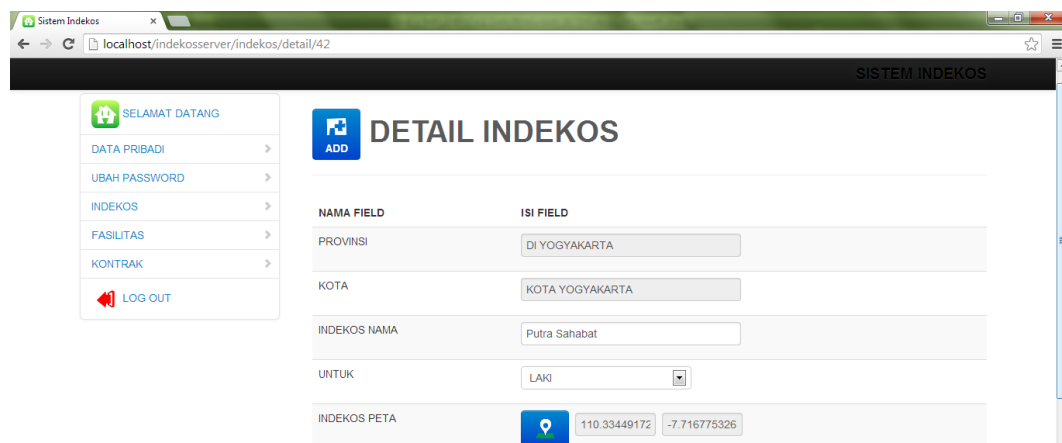 Sistem Indekos
localhost/indekosserver/indekos/detail/42
SISTEM INDEKOS
SELAMAT DATANG
DATA PRIBADI
UBAH PASSWORD
INDEKOS
FASILITAS
KONTRAK
LOG OUT
ADD
DETAIL INDEKOS
NAMA FIELD ISI FIELD
PROVINSI DI YOGYAKARTA
KOTA KOTA YOGYAKARTA
INDEKOS NAMA Putra Sahabat
UNTUK LAKI
INDEKOS PETA 110.33449172 -7.716775326